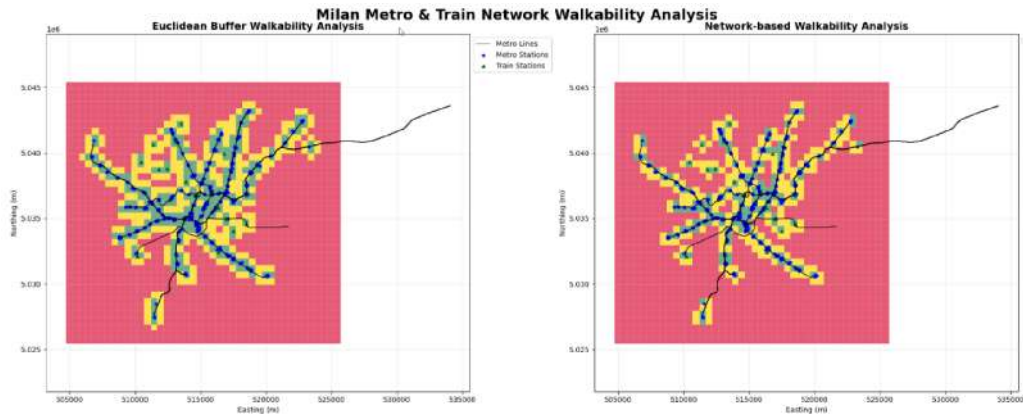 Milan Metro & Train Network Walkability Analysis
Euclidean Buffer Walkability Analysis
1e6
5.045
5.040
5.035
5.030
5.025
Northing (m)
505000 510000 515000 520000 525000 530000 535000
Easting (m)
Metro Lines
Metro Stations
Train Stations
Network-based Walkability Analysis
1e6
5.045
5.040
5.035
5.030
5.025
Northing (m)
505000 510000 515000 520000 525000 530000 535000
Easting (m)